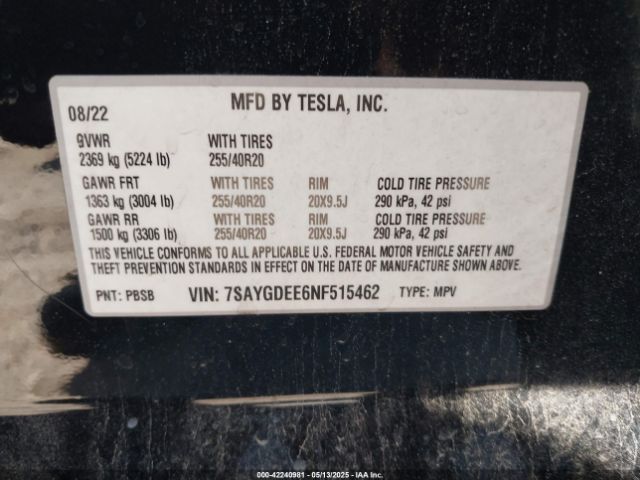 08/22 MFD BY TESLA, INC.
GVWR WITH TIRES
2369 kg (5224 lb) 255/40R20
GAWR FRT WITH TIRES RIM COLD TIRE PRESSURE
1363 kg (3004 lb) 255/40R20 20X9.5J 290 kPa, 42 psi
GAWR RR WITH TIRES RIM COLD TIRE PRESSURE
1500 kg (3306 lb) 255/40R20 20X9.5J 290 kPa, 42 psi
THIS VEHICLE CONFORMS TO ALL APPLICABLE U.S. FEDERAL MOTOR VEHICLE SAFETY AND
THEFT PREVENTION STANDARDS IN EFFECT ON THE DATE OF MANUFACTURE SHOWN ABOVE.
PNT: PBSB VIN: 7SAYGDEE6NF515462 TYPE: MPV
000-42240981 - 05/13/2025 - IAA Inc.